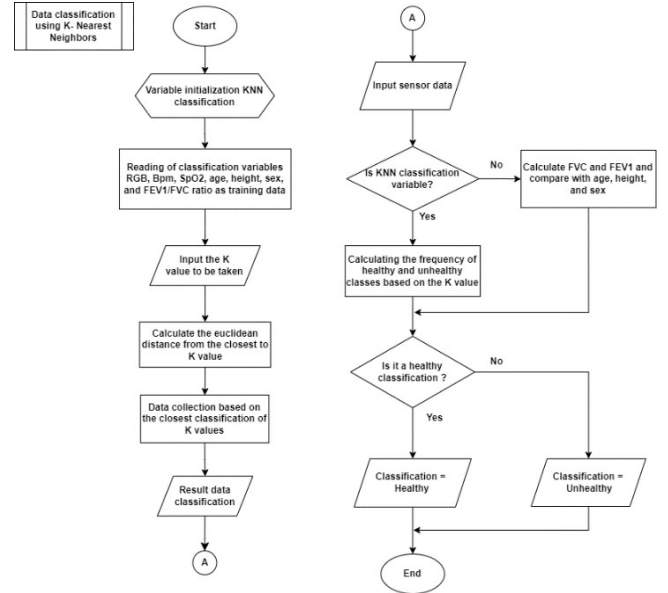 Data classification
using K- Nearest
Neighbors
Start
Variable initialization KNN
classification
Reading of classification variables
RGB, Bpm, SpO2, age, height, sex,
and FEV1/FVC ratio as training data
Input the K
value to be taken
Calculate the euclidean
distance from the closest to
K value
Data collection based on
the closest classification of
K values
Result data
classification
A
A
Input sensor data
Is KNN classification
variable?
No
Calculate FVC and FEV1 and
compare with age, height,
and sex
Yes
Calculating the frequency of
healthy and unhealthy
classes based on the K value
Is it a healthy
classification ?
No
Yes
Classification =
Healthy
Classification =
Unhealthy
End